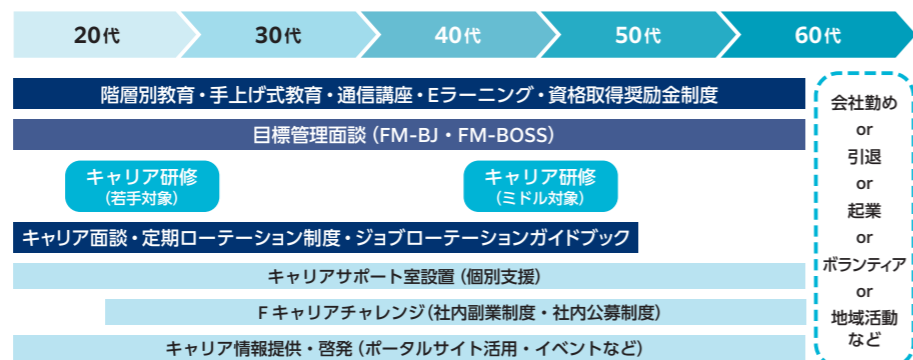 20代
30代
40代
50代
60代
階層別教育・手上げ式教育・通信講座・Eラーニング・資格取得奨励金制度
目標管理面談（FM-BJ・FM-BOSS）
キャリア研修
（若手対象）
キャリア研修
（ミドル対象）
キャリア面談・定期ローテーション制度・ジョブローテーションガイドブック
キャリアサポート室設置（個別支援）
Fキャリアチャレンジ（社内副業制度・社内公募制度）
キャリア情報提供・啓発（ポータルサイト活用・イベントなど）
会社勤め
or
引退
or
起業
or
ボランティア
or
地域活動
など